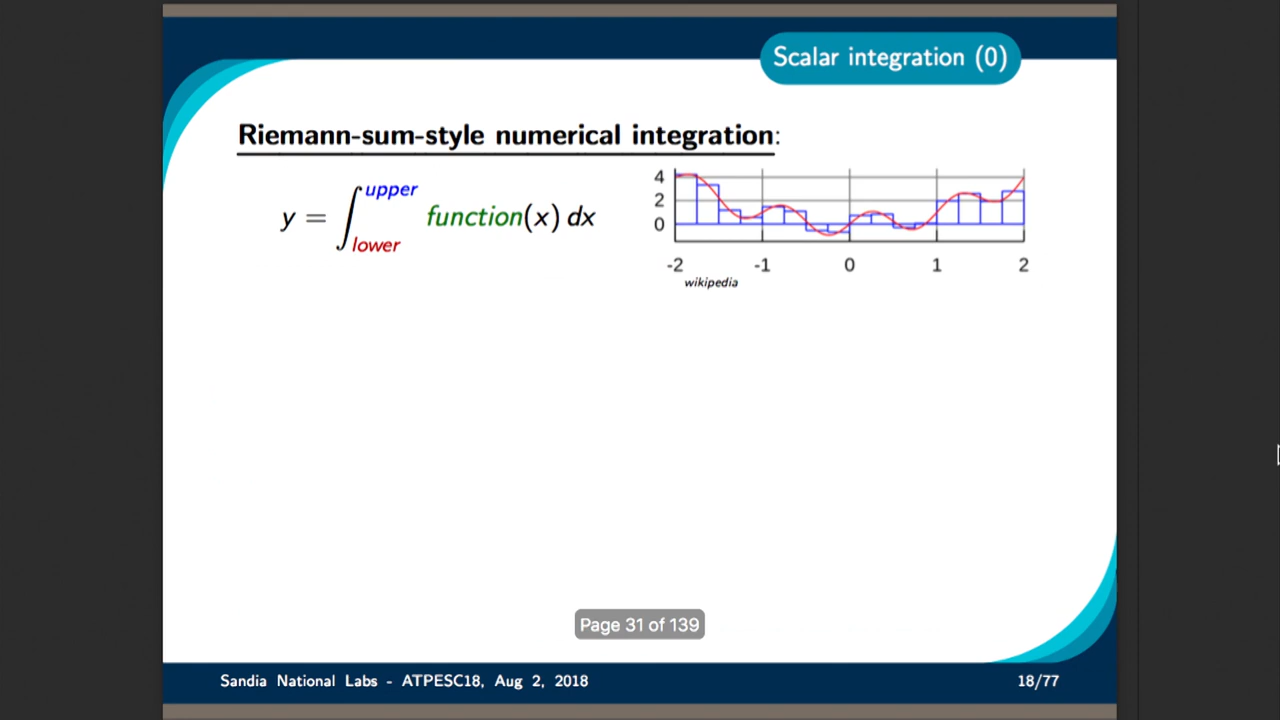 Scalar integration (0)
Riemann-sum-style numerical integration:
y = ∫ upper lower function(x) dx
4
2
0
-2 -1 0 1 2
wikipedia
Page 31 of 139
Sandia National Labs - ATPESC18, Aug 2, 2018 18/77